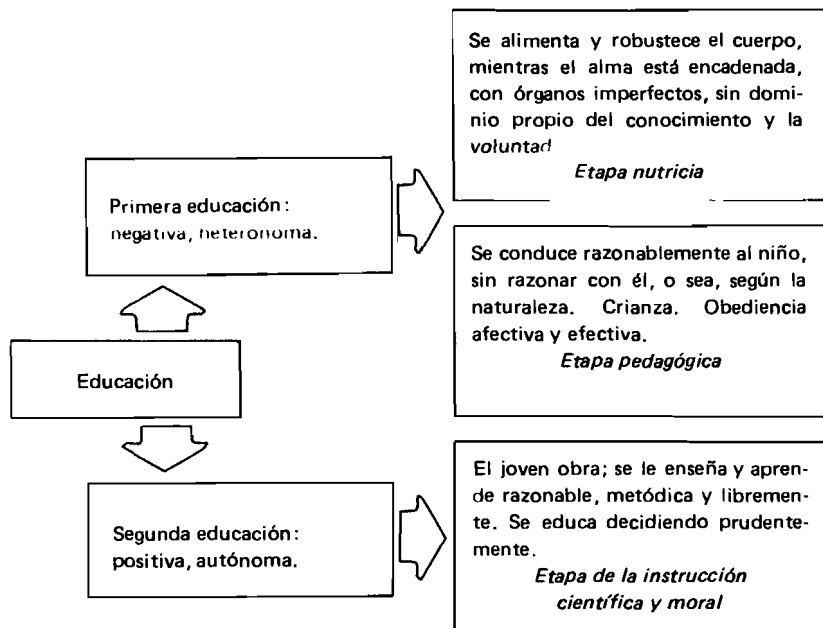 Se alimenta y robustece el cuerpo,
mientras el alma está encadenada,
con órganos imperfectos, sin domi-
nio propio del conocimiento y la
voluntad
Etapa nutricia
Primera educación:
negativa, heteronoma.
Se conduce razonablemente al niño,
sin razonar con él, o sea, según la
naturaleza. Crianza. Obediencia
afectiva y efectiva.
Etapa pedagógica
Educación
Segunda educación:
positiva, autónoma.
El joven obra; se le enseña y apren-
de razonable, metódica y libremen-
te. Se educa decidiendo prudente-
mente.
Etapa de la instrucción
científica y moral